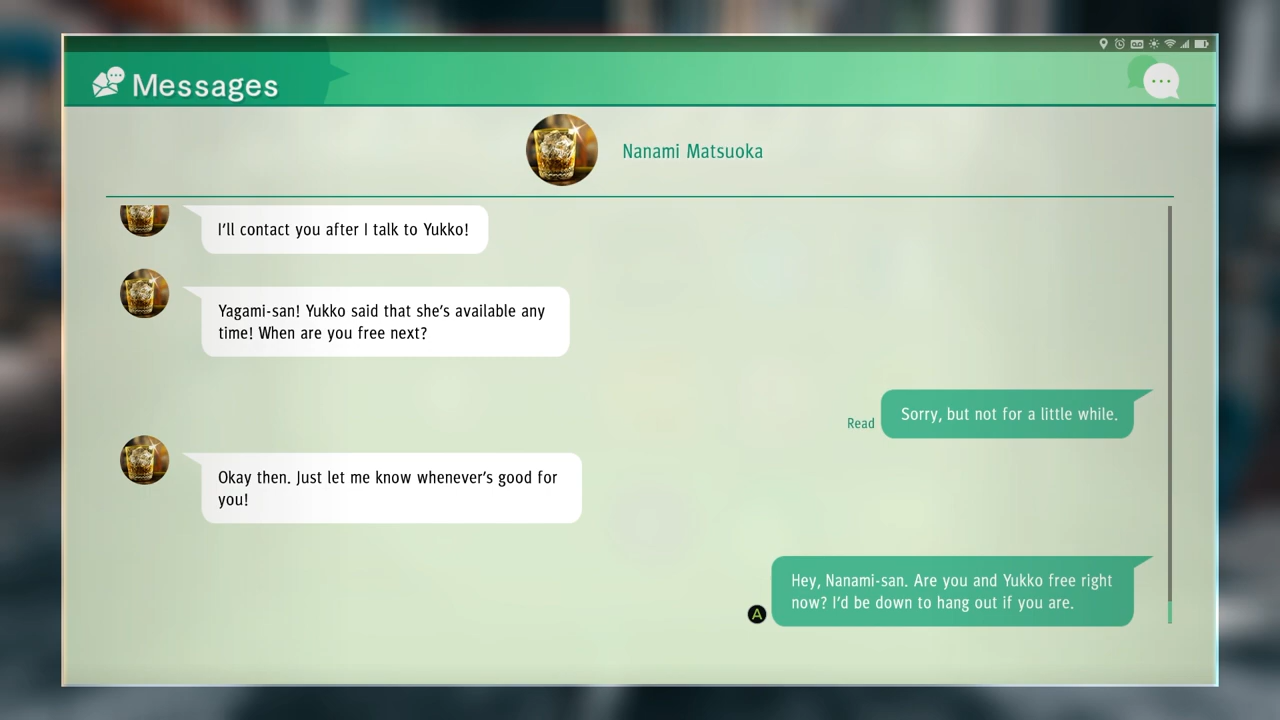 Messages
Nanami Matsuoka
I'll contact you after I talk to Yukko!
Yagami-san! Yukko said that she's available any
time! When are you free next?
Sorry, but not for a little while.
Read
Okay then. Just let me know whenever's good for
you!
Hey, Nanami-san. Are you and Yukko free right
now? I'd be down to hang out if you are.
A